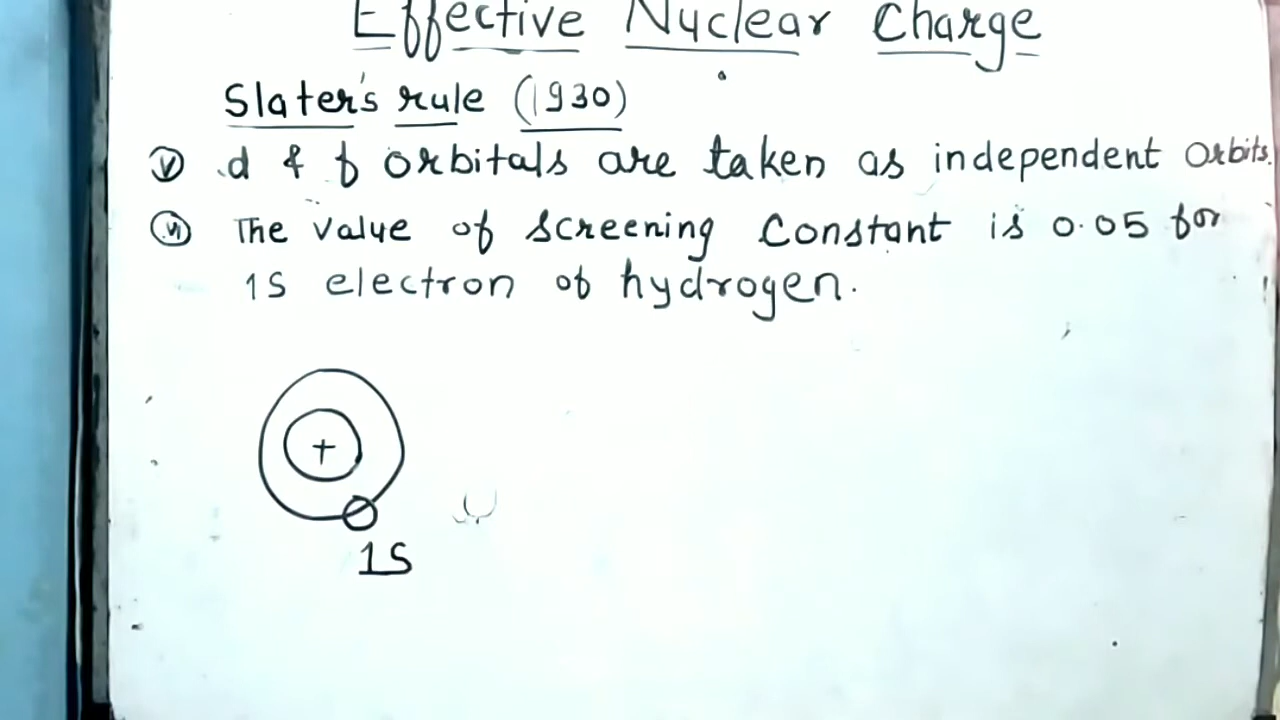 Effective Nuclear Charge
Slater's rule (1930)
(v) d & f orbitals are taken as independent Orbits.
(vi) The value of screening Constant is 0.05 for
1S electron of hydrogen.
+
1S